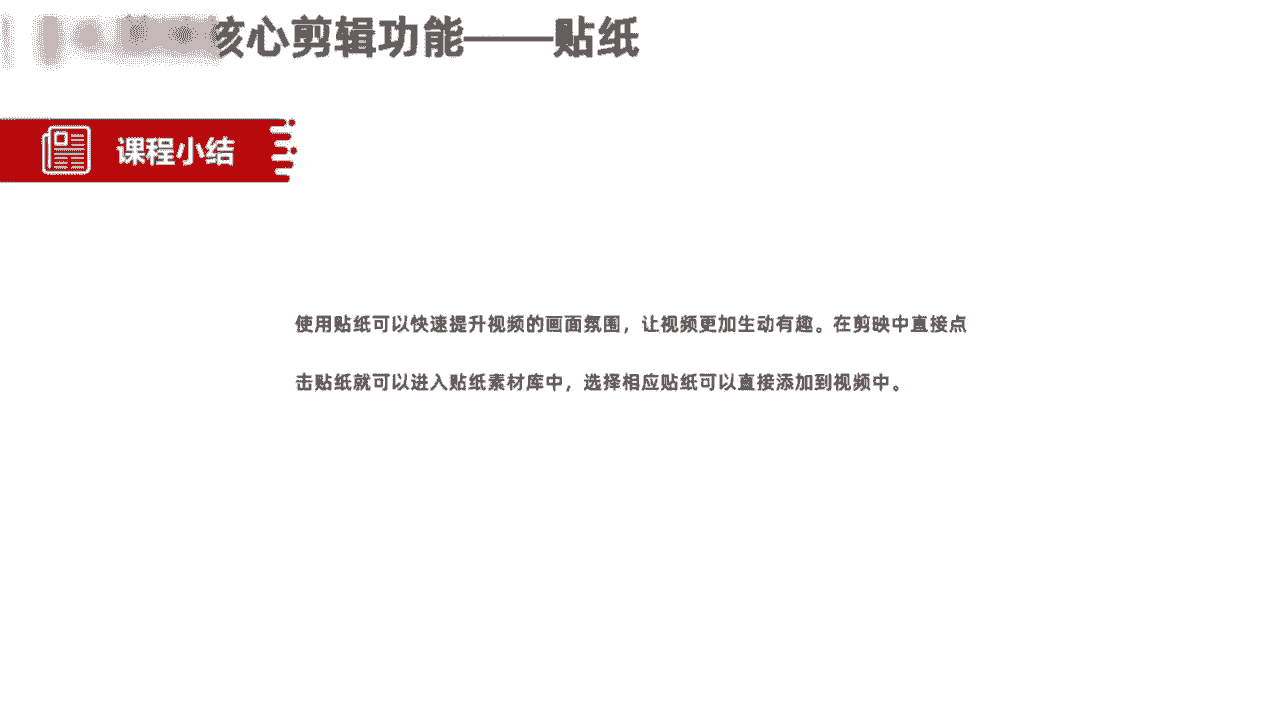 核心剪辑功能——贴纸
课程小结
使用贴纸可以快速提升视频的画面氛围，让视频更加生动有趣。在剪映中直接点
击贴纸就可以进入贴纸素材库中，选择相应贴纸可以直接添加到视频中。